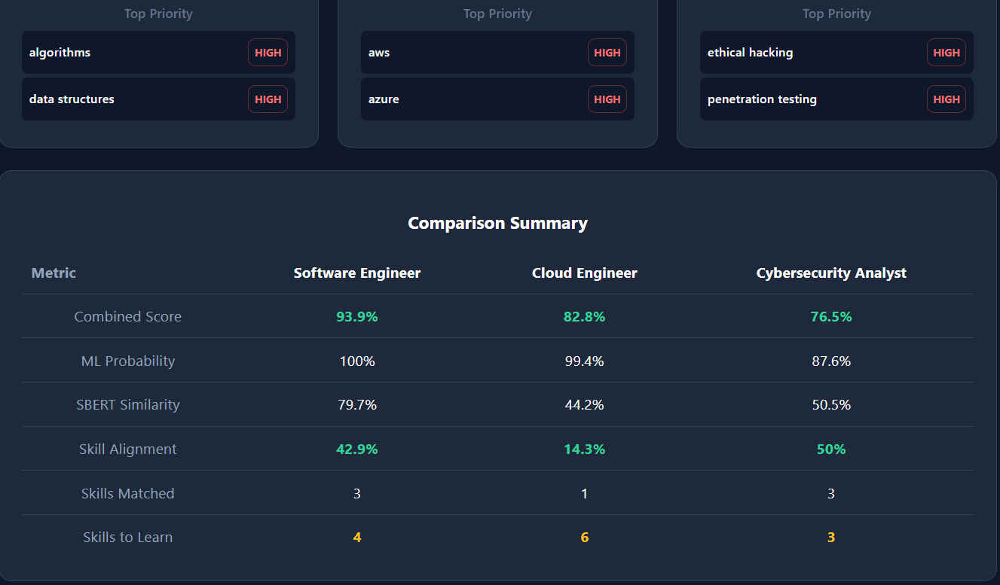 Top Priority Top Priority Top Priority
algorithms HIGH aws HIGH ethical hacking HIGH
data structures HIGH azure HIGH penetration testing HIGH
Comparison Summary
Metric Software Engineer Cloud Engineer Cybersecurity Analyst
Combined Score 93.9% 82.8% 76.5%
ML Probability 100% 99.4% 87.6%
SBERT Similarity 79.7% 44.2% 50.5%
Skill Alignment 42.9% 14.3% 50%
Skills Matched 3 1 3
Skills to Learn 4 6 3